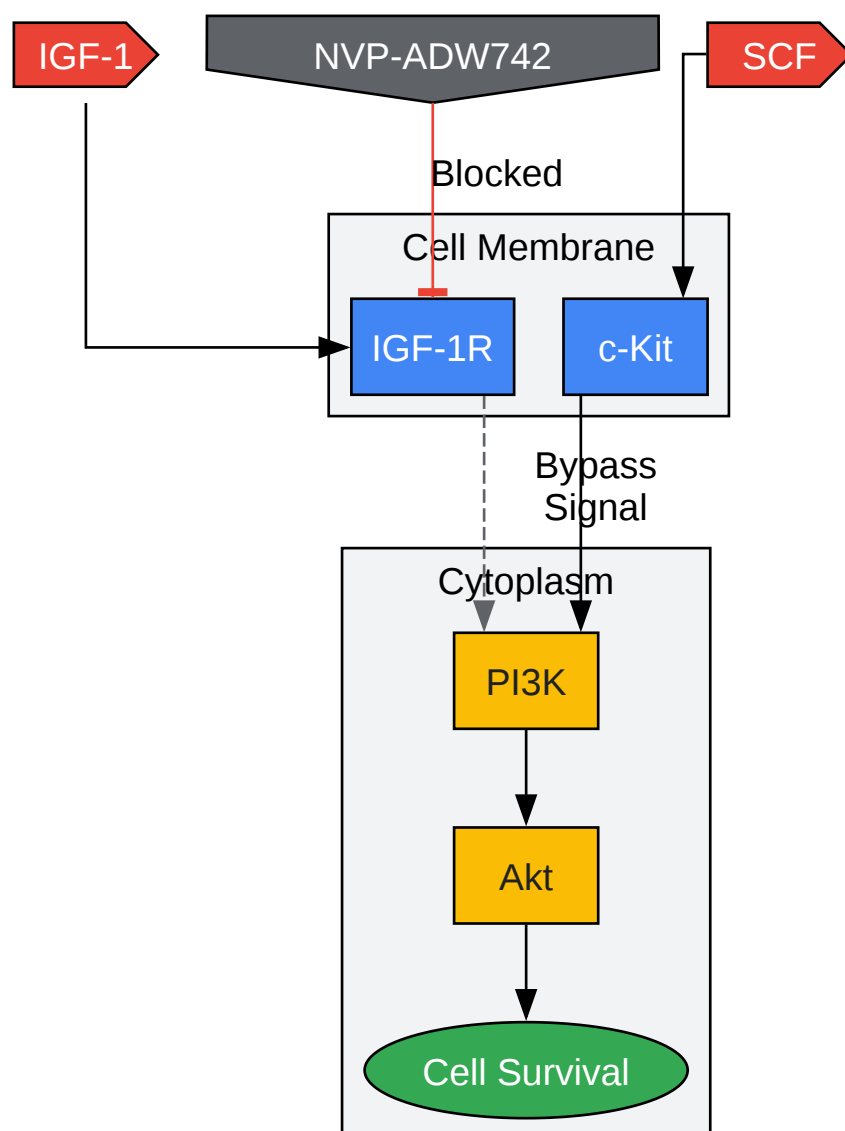 IGF-1
NVP-ADW742
SCF
Blocked
Cell Membrane
IGF-1R
c-Kit
Bypass
Signal
Cytoplasm
PI3K
Akt
Cell Survival